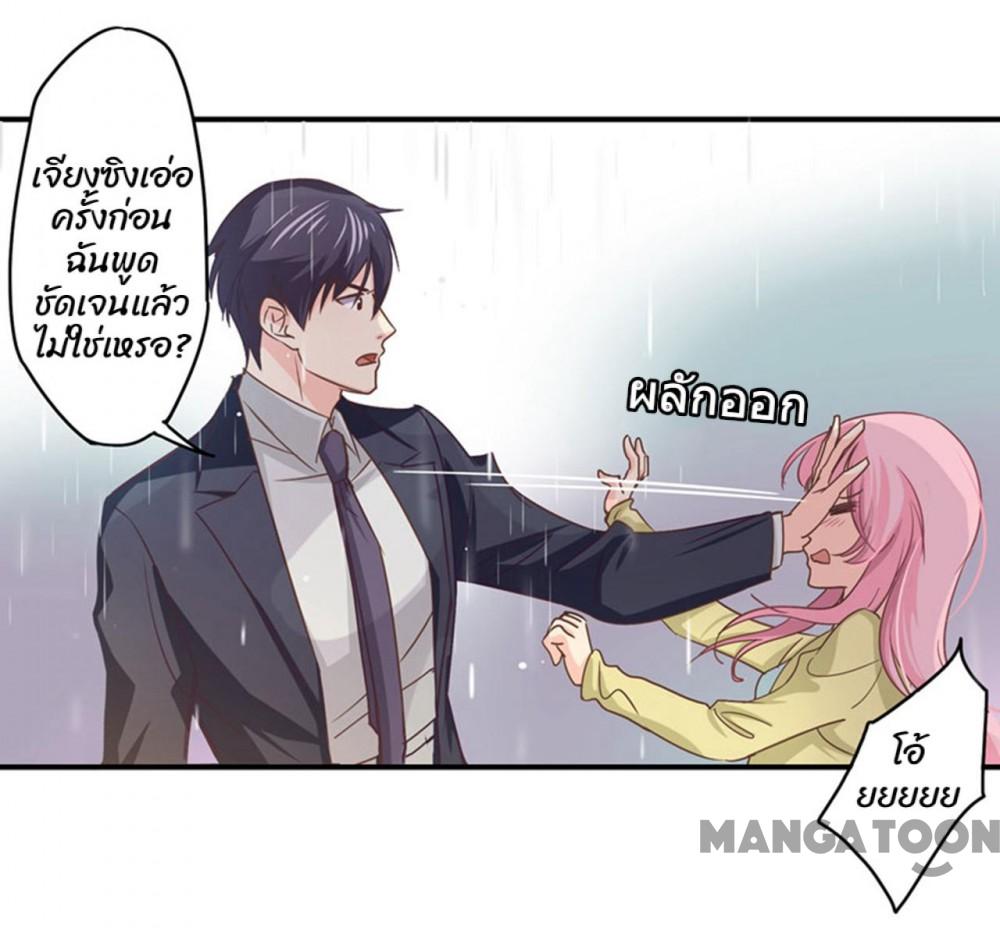 เจียงซิงเอ่อ
ครั้งก่อน
ฉันพูด
ชัดเจนแล้ว
ไม่ใช่เหรอ?
ผลักออก
โอ้
ยยยยย
MANGATOON